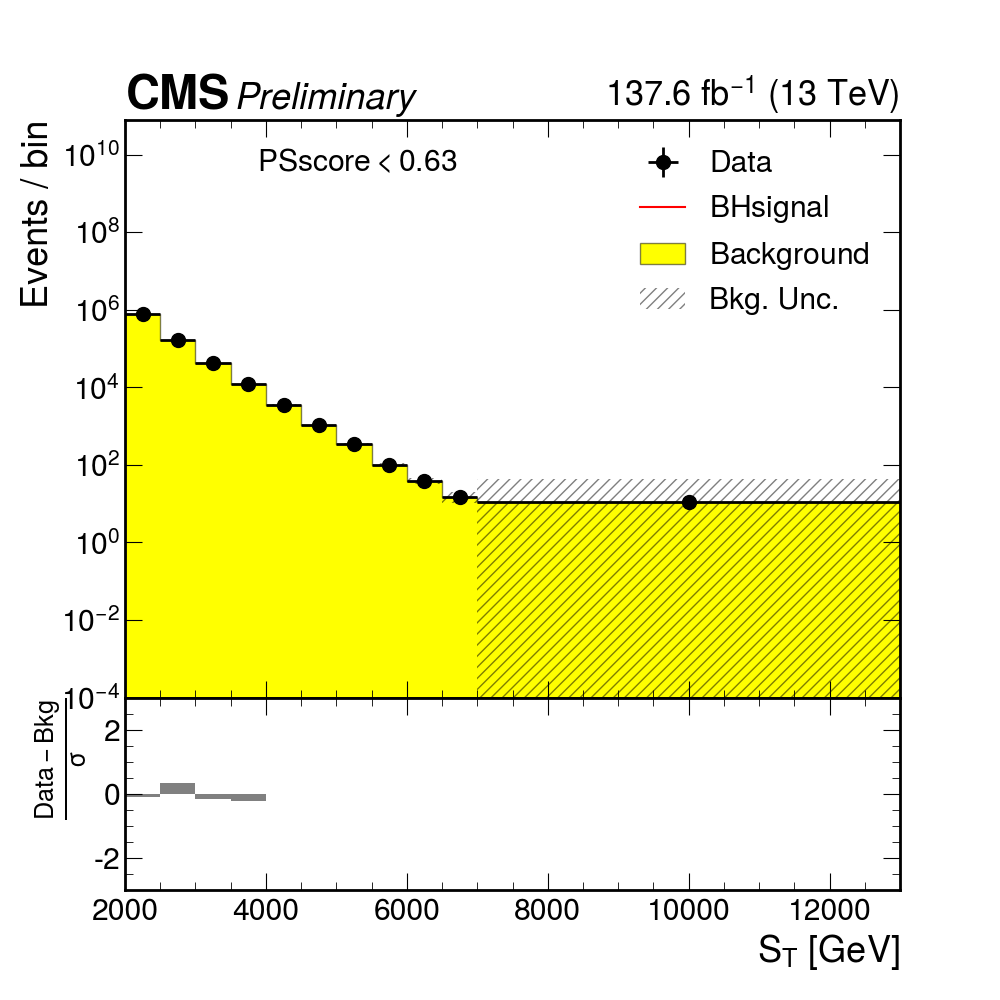 CMS Preliminary 137.6 fb⁻¹ (13 TeV)
Events / bin
PSscore < 0.63
Data
BHsignal
Background
Bkg. Unc.
10¹⁰
10⁸
10⁶
10⁴
10²
10⁰
10⁻²
10⁻⁴
Data – Bkg
σ
2
0
-2
2000 4000 6000 8000 10000 12000
S_T [GeV]